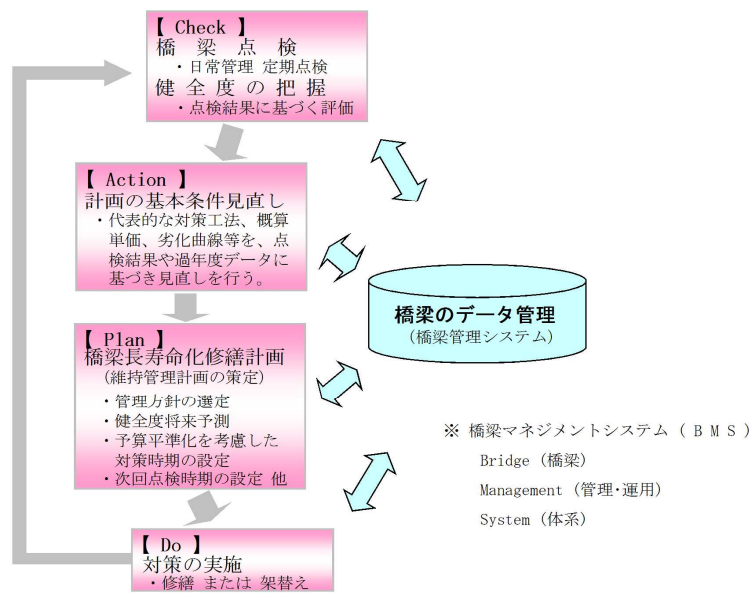 【 Check 】
橋 梁 点 検
・日常管理 定期点検
健 全 度 の 把 握
・点検結果に基づく評価
【 Action 】
計画の基本条件見直し
・代表的な対策工法、概算
単価、劣化曲線等を、点
検結果や過年度データに
基づき見直しを行う。
【 Plan 】
橋梁長寿命化修繕計画
(維持管理計画の策定)
・管理方針の選定
・健全度将来予測
・予算平準化を考慮した
対策時期の設定
・次回点検時期の設定 他
【 Do 】
対策の実施
・修繕 または 架替え
橋梁のデータ管理
(橋梁管理システム)
※ 橋梁マネジメントシステム ( B M S )
Bridge (橋梁)
Management (管理・運用)
System (体系)